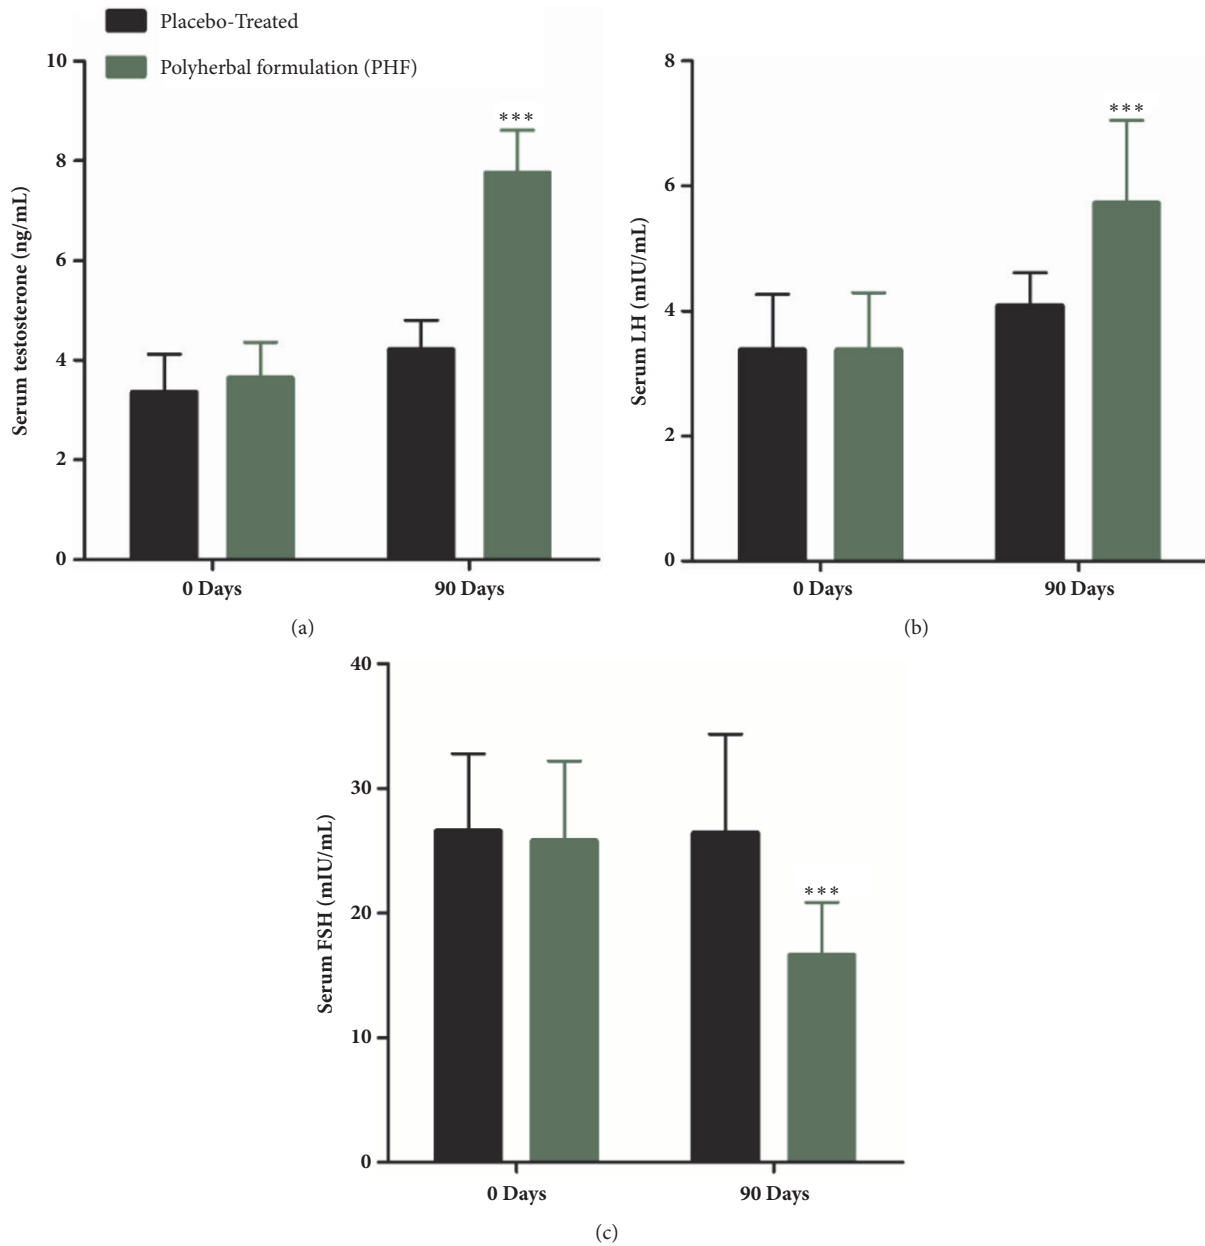 Placebo-Treated
Polyherbal formulation (PHF)
10
8
6
4
2
0
Serum testosterone (ng/mL)
***
0 Days
90 Days
(a)
8
6
4
2
0
Serum LH (mIU/mL)
***
0 Days
90 Days
(b)
40
30
20
10
0
Serum FSH (mIU/mL)
***
0 Days
90 Days
(c)